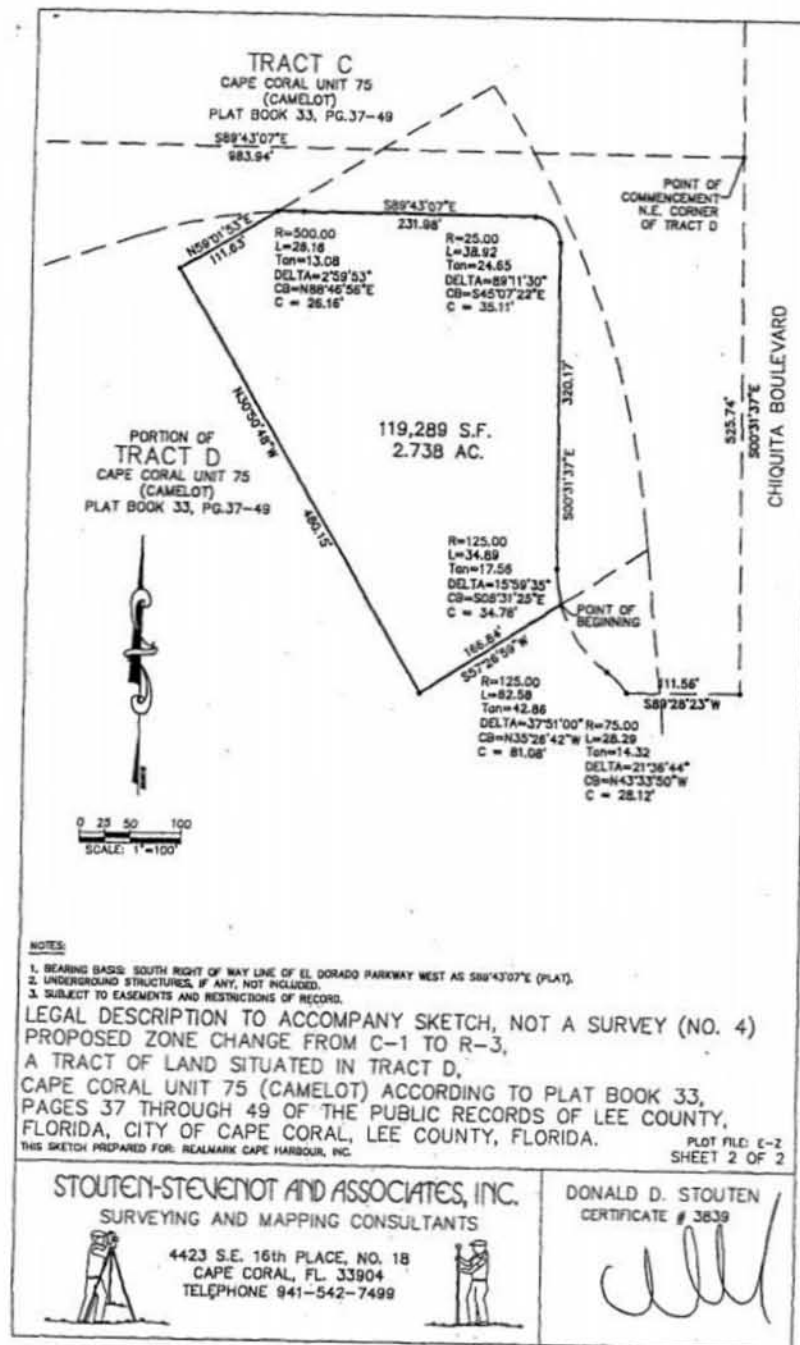 TRACT C
CAPE CORAL UNIT 75
(CAMELOT)
PLAT BOOK 33, PG.37-49
S89°43'07"E
983.94'
POINT OF
COMMENCEMENT
N.E. CORNER
OF TRACT D
N59°01'53"E
111.63'
S89°43'07"E
231.98'
R=500.00
L=26.16
Tan=13.08
DELTA=2°59'53"
CB=N88°46'56"E
C = 26.16'
R=25.00
L=38.92
Tan=24.65
DELTA=89°11'30"
CB=S45°07'22"E
C = 35.11'
CHIQUITA BOULEVARD
525.74'
S00°31'37"E
320.17'
S00°31'37"E
N30°50'48"W
480.15'
119,289 S.F.
2.738 AC.
PORTION OF
TRACT D
CAPE CORAL UNIT 75
(CAMELOT)
PLAT BOOK 33, PG.37-49
R=125.00
L=34.89
Tan=17.56
DELTA=15°59'35"
CB=S08°31'25"E
C = 34.78'
POINT OF
BEGINNING
166.84'
S57°26'59"W
111.56'
S89°28'23"W
R=125.00
L=82.58
Tan=42.86
DELTA=37°51'00"
CB=N35°26'42"W
C = 81.08'
R=75.00
L=28.29
Tan=14.32
DELTA=21°36'44"
CB=N43°33'50"W
C = 28.12'
0 25 50 100
SCALE: 1"=100'
NOTES:
1. BEARING BASIS: SOUTH RIGHT OF WAY LINE OF EL DORADO PARKWAY WEST AS S89°43'07"E (PLAT).
2. UNDERGROUND STRUCTURES, IF ANY, NOT INCLUDED.
3. SUBJECT TO EASEMENTS AND RESTRICTIONS OF RECORD.
LEGAL DESCRIPTION TO ACCOMPANY SKETCH, NOT A SURVEY (NO. 4)
PROPOSED ZONE CHANGE FROM C-1 TO R-3,
A TRACT OF LAND SITUATED IN TRACT D,
CAPE CORAL UNIT 75 (CAMELOT) ACCORDING TO PLAT BOOK 33,
PAGES 37 THROUGH 49 OF THE PUBLIC RECORDS OF LEE COUNTY,
FLORIDA, CITY OF CAPE CORAL, LEE COUNTY, FLORIDA.
THIS SKETCH PREPARED FOR: REALMARK CAPE HARBOUR, INC.
PLOT FILE: E-2
SHEET 2 OF 2
STOUTEN-STEVENOT AND ASSOCIATES, INC.
SURVEYING AND MAPPING CONSULTANTS
4423 S.E. 16th PLACE, NO. 18
CAPE CORAL, FL. 33904
TELEPHONE 941-542-7499
DONALD D. STOUTEN
CERTIFICATE # 3839